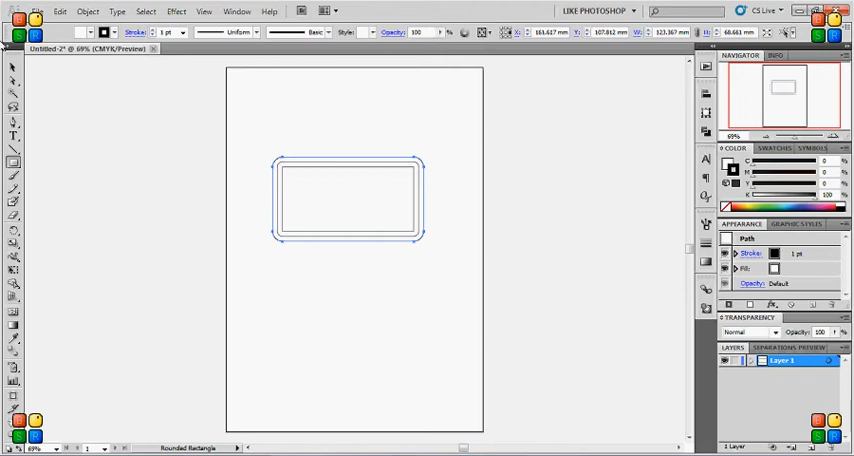 Edit View Select Effect View Window Help LIKE PHOTOSHOP CS Live
Stroke: 1 pt Uniform Basic Style: Opacity: 100 % X: 161.617 mm Y: 107.812 mm W: 123.367 mm H: 68.661 mm
Untitled-2* @ 69% (CMYK/Preview)
NAVIGATOR INFO
69%
COLOR SWATCHES SYMBOLS
C 0 %
M 0 %
Y 0 %
K 100 %
APPEARANCE GRAPHIC STYLES
Path
Stroke: 1 pt
Fill:
Opacity: Default
fx
TRANSPARENCY
Normal Opacity: 100 %
LAYERS SEPARATIONS PREVIEW
Layer 1
1 Layer
69% 1 Rounded Rectangle
B
S R
B
S R
B
S R
B
S R